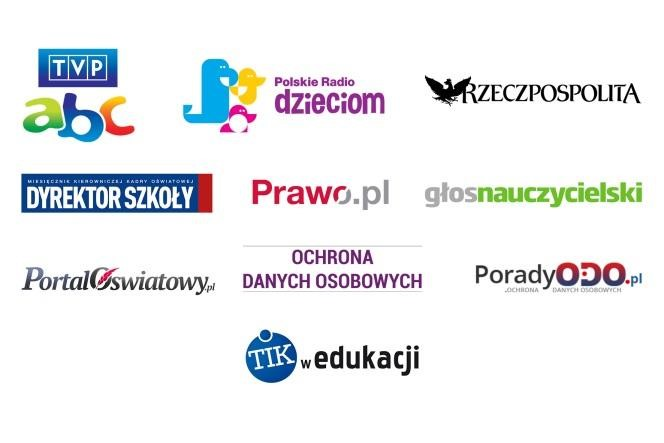 TVP
abc
Polskie Radio
dzieciom
RZECZPOSPOLITA
MIESIĘCZNIK KIEROWNICZEJ KADRY OŚWIATOWEJ
DYREKTOR SZKOŁY
Prawo.pl
głosnauczycielski
PortalOświatowy.pl
OCHRONA
DANYCH OSOBOWYCH
PoradyODO.pl
OCHRONA DANYCH OSOBOWYCH
TIK w edukacji